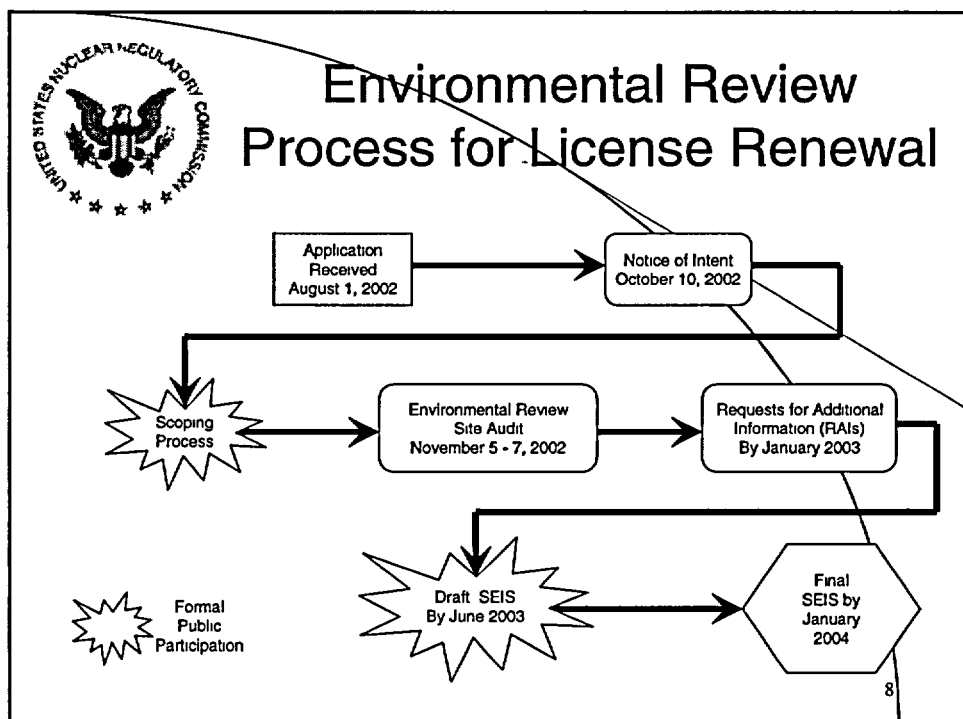 UNITED STATES NUCLEAR REGULATORY COMMISSION
Environmental Review
Process for License Renewal
Application
Received
August 1, 2002
Notice of Intent
October 10, 2002
Scoping
Process
Environmental Review
Site Audit
November 5 - 7, 2002
Requests for Additional
Information (RAIs)
By January 2003
Draft SEIS
By June 2003
Final
SEIS by
January
2004
Formal
Public
Participation
8